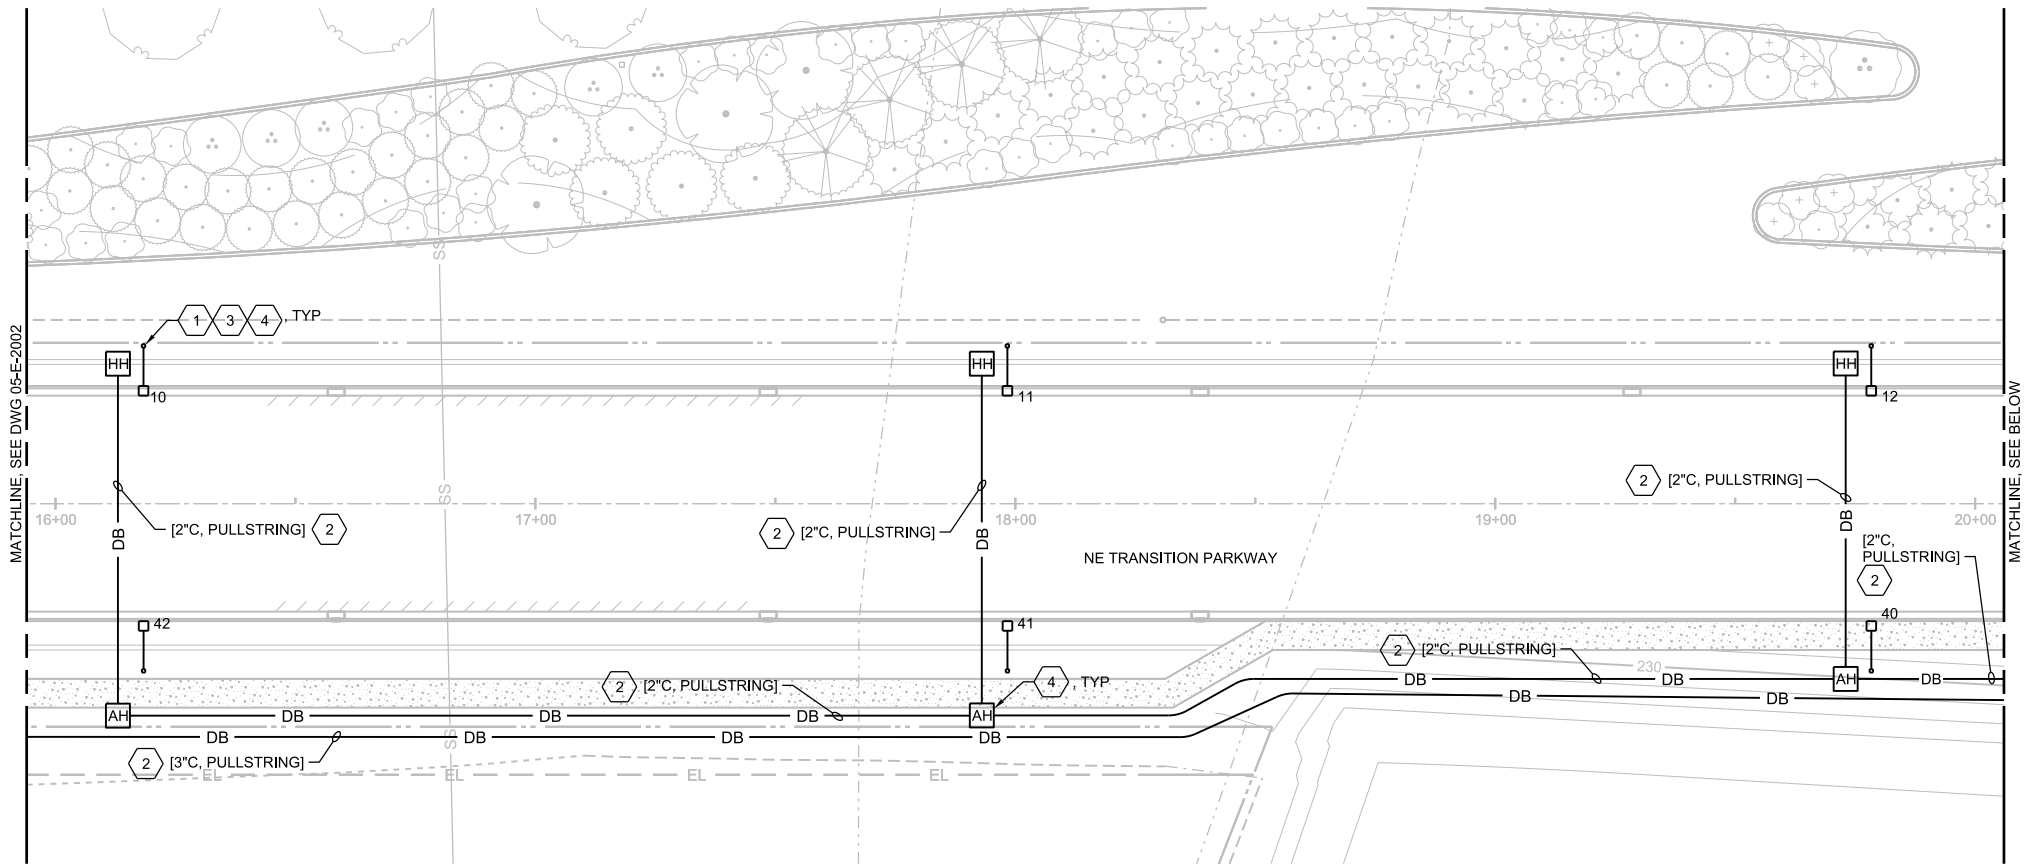 SS
1 3 4 , TYP
MATCHLINE, SEE DWG 05-E-2002
HH
HH
HH
10
11
12
MATCHLINE, SEE BELOW
2 [2"C, PULLSTRING]
SS
16+00
17+00
18+00
19+00
20+00
[2"C, PULLSTRING] 2
2 [2"C, PULLSTRING]
DB
DB
DB
NE TRANSITION PARKWAY
[2"C,
PULLSTRING]
2
42
41
40
2 [2"C, PULLSTRING]
230
2 [2"C, PULLSTRING]
4 , TYP
AH
DB
DB
DB
AH
DB
DB
AH
DB
DB
DB
DB
DB
DB
DB
DB
SS
2 [3"C, PULLSTRING]
EL
EL
EL
EL